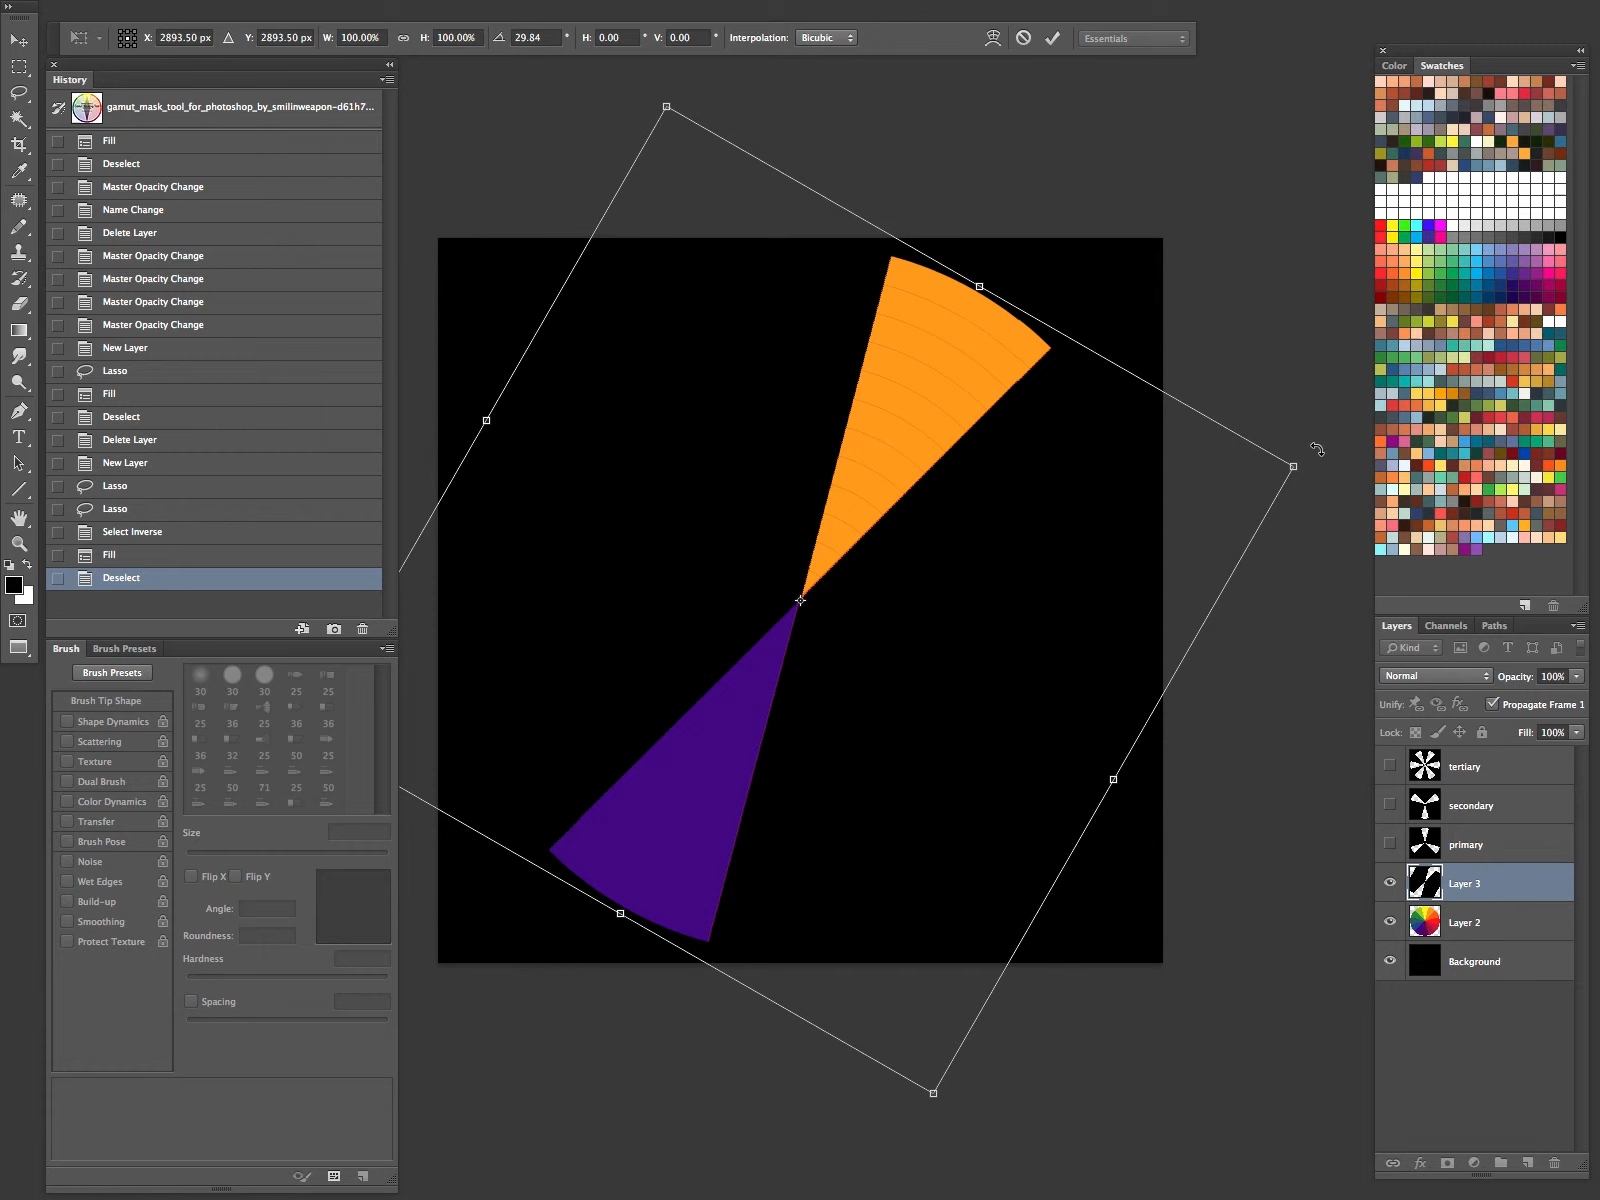 X: 2893.50 px Y: 2893.50 px W: 100.00% H: 100.00% 29.84 ° H: 0.00 ° V: 0.00 ° Interpolation: Bicubic Essentials
History
gamut_mask_tool_for_photoshop_by_smilinweapon-d61h7...
Fill
Deselect
Master Opacity Change
Name Change
Delete Layer
Master Opacity Change
Master Opacity Change
Master Opacity Change
Master Opacity Change
New Layer
Lasso
Fill
Deselect
Delete Layer
New Layer
Lasso
Lasso
Select Inverse
Fill
Deselect
Brush Brush Presets
Brush Presets
Brush Tip Shape
Shape Dynamics
Scattering
Texture
Dual Brush
Color Dynamics
Transfer
Brush Pose
Noise
Wet Edges
Build-up
Smoothing
Protect Texture
30 30 30 25 25
25 36 25 36 36
36 32 25 50 25
25 50 71 25 50
Size
Flip X Flip Y
Angle:
Roundness:
Hardness
Spacing
Color Swatches
Layers Channels Paths
Kind
Normal Opacity: 100%
Unify: Propagate Frame 1
Lock: Fill: 100%
tertiary
secondary
primary
Layer 3
Layer 2
Background